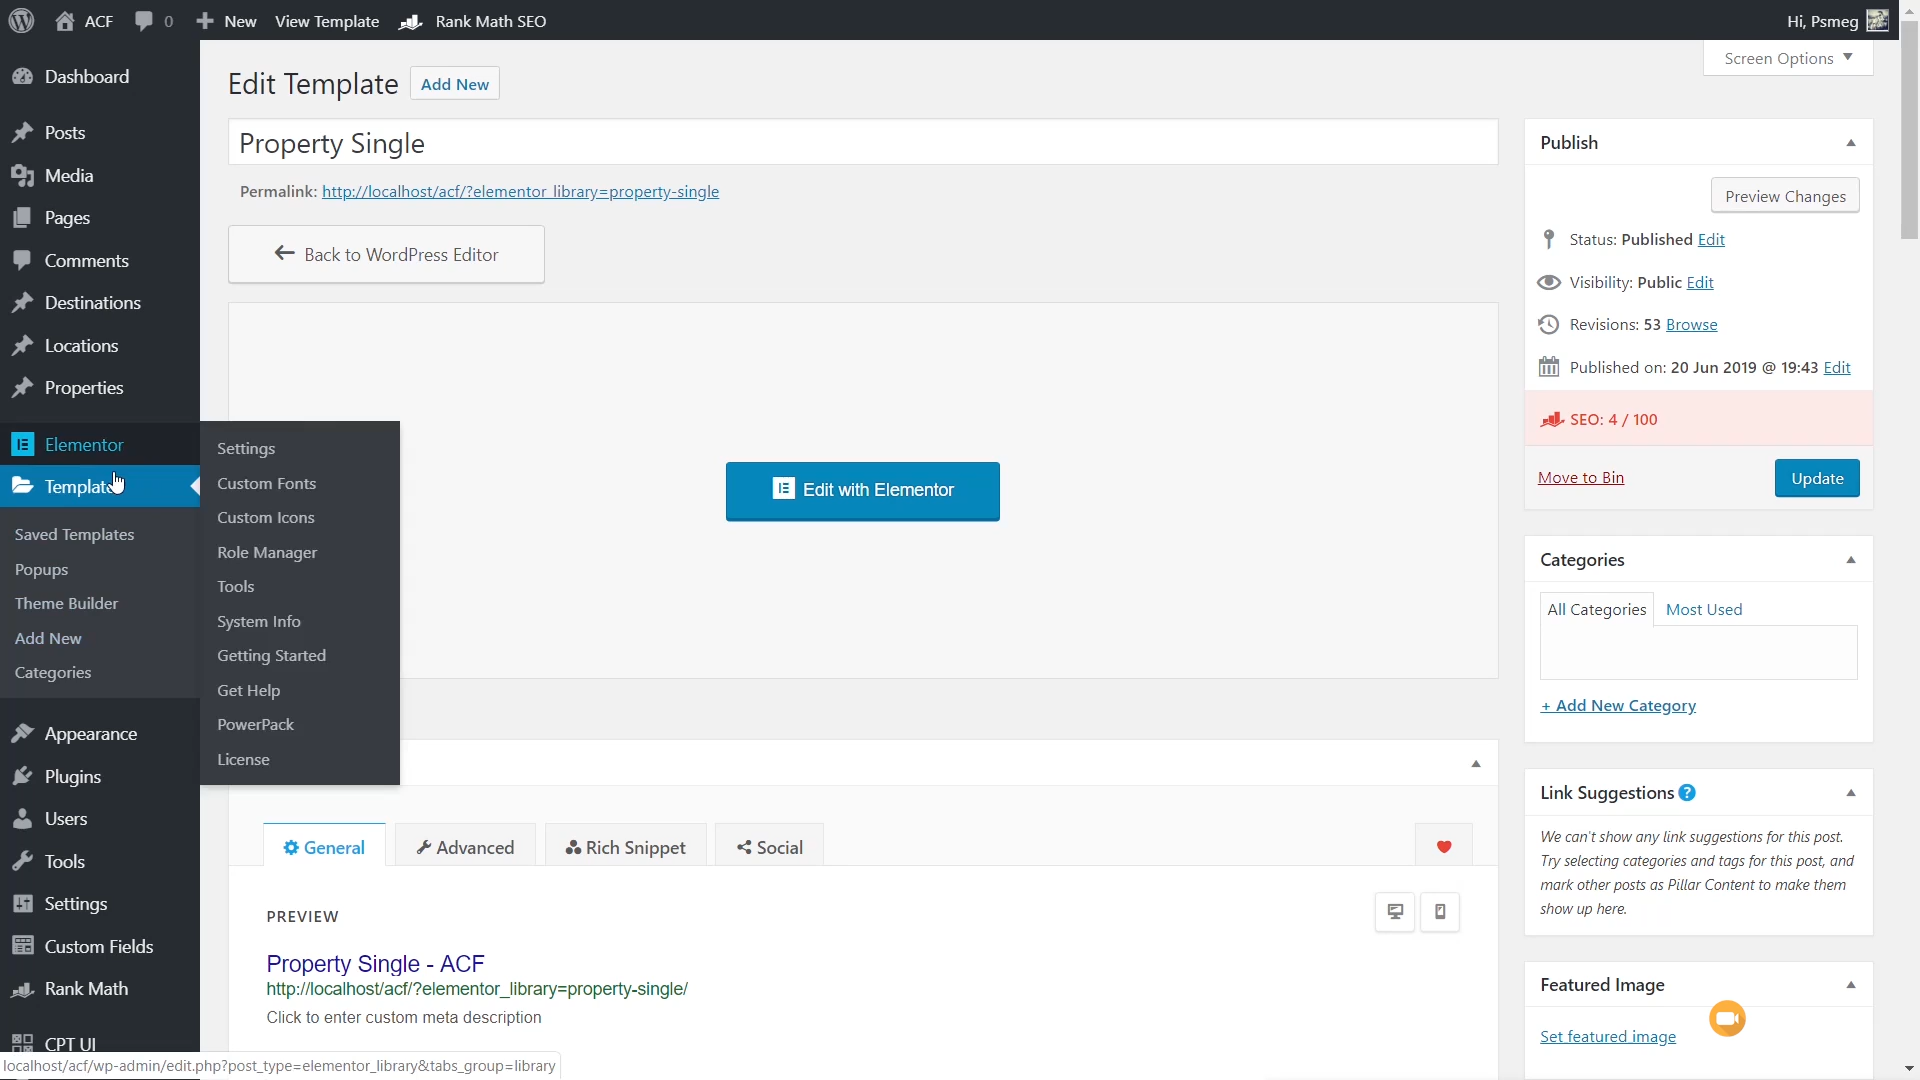 ACF
0
New
View Template
Rank Math SEO
Hi, Psmeg
Dashboard
Posts
Media
Pages
Comments
Destinations
Locations
Properties
Elementor
Saved Templates
Popups
Theme Builder
Add New
Categories
Appearance
Plugins
Users
Tools
Settings
Custom Fields
Rank Math
CPT UI
Settings
Custom Fonts
Custom Icons
Role Manager
Tools
System Info
Getting Started
Get Help
PowerPack
License
Screen Options
Edit Template
Add New
Property Single
Permalink: http://localhost/acf/?elementor_library=property-single
Back to WordPress Editor
Edit with Elementor
General
Advanced
Rich Snippet
Social
PREVIEW
Property Single - ACF
http://localhost/acf/?elementor_library=property-single/
Click to enter custom meta description
Publish
Preview Changes
Status: Published Edit
Visibility: Public Edit
Revisions: 53 Browse
Published on: 20 Jun 2019 @ 19:43 Edit
SEO: 4 / 100
Move to Bin
Update
Categories
All Categories
Most Used
+ Add New Category
Link Suggestions ?
We can't show any link suggestions for this post.
Try selecting categories and tags for this post, and
mark other posts as Pillar Content to make them
show up here.
Featured Image
Set featured image
localhost/acf/wp-admin/edit.php?post_type=elementor_library&tabs_group=library